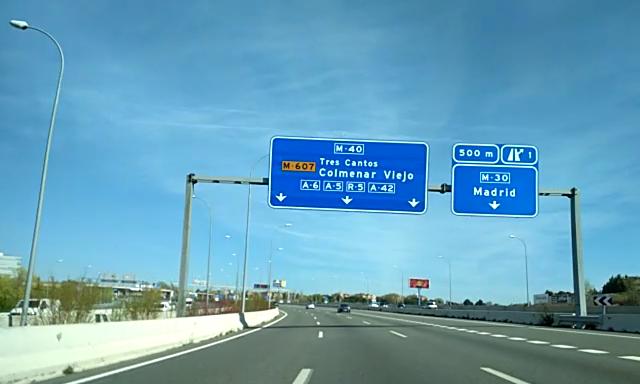 M-40
M-607 Tres Cantos
Colmenar Viejo
A-6 A-5 R-5 A-42
500 m 1
M-30
Madrid